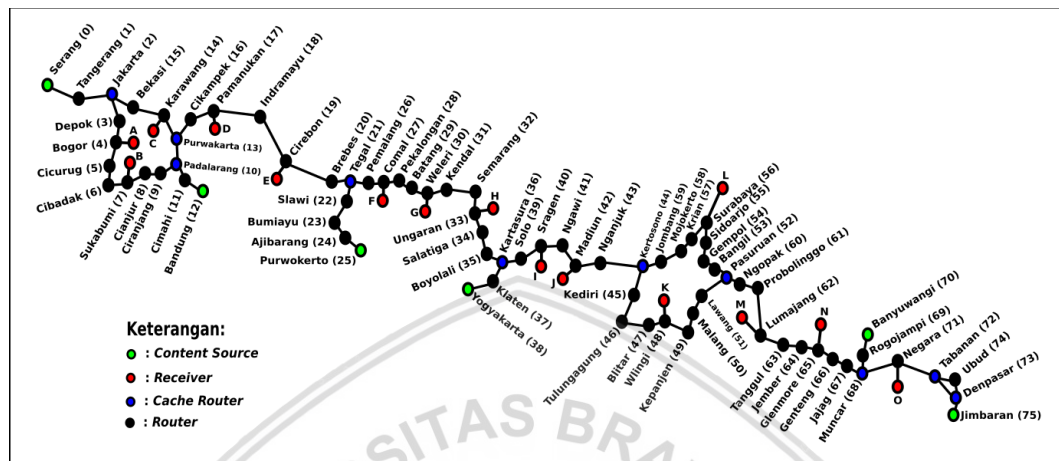 Serang (0)
Tangerang (1)
Jakarta (2)
Bekasi (15)
Karawang (14)
Cikampek (16)
Pamanukan (17)
Indramayu (18)
Depok (3)
Bogor (4)
Cicurug (5)
Cibadak (6)
Sukabumi (7)
Cianjur (8)
Ciranjang (9)
Cimahi (11)
Bandung (12)
Purwakarta (13)
Padalarang (10)
A
B
C
D
E
Cirebon (19)
Brebes (20)
Tegal (21)
Pemalang (26)
Comal (27)
Pekalongan (28)
Batang (29)
Weleri (30)
Kendal (31)
Semarang (32)
Slawi (22)
Bumiayu (23)
Ajibarang (24)
Purwokerto (25)
F
G
H
Ungaran (33)
Salatiga (34)
Boyolali (35)
Kartasura (36)
Solo (39)
Sragen (40)
Ngawi (41)
Madiun (42)
Nganjuk (43)
Klaten (37)
Yogyakarta (38)
I
J
Kertosono (44)
Jombang (59)
Mojokerto (58)
Krian (57)
L
Surabaya (56)
Sidoarjo (55)
Gempol (54)
Bangil (53)
Pasuruan (52)
Ngopak (60)
Probolinggo (61)
Kediri (45)
Tulungagung (46)
Blitar (47)
Wlingi (48)
Kepanjen (49)
Malang (50)
Lawang (51)
K
M
N
Lumajang (62)
Tanggul (63)
Jember (64)
Glenmore (65)
Genteng (66)
Jajag (67)
Muncar (68)
Banyuwangi (70)
Rogojampi (69)
Negara (71)
O
Tabanan (72)
Ubud (74)
Denpasar (73)
Jimbaran (75)
Keterangan:
: Content Source
: Receiver
: Cache Router
: Router
SITAS BRA